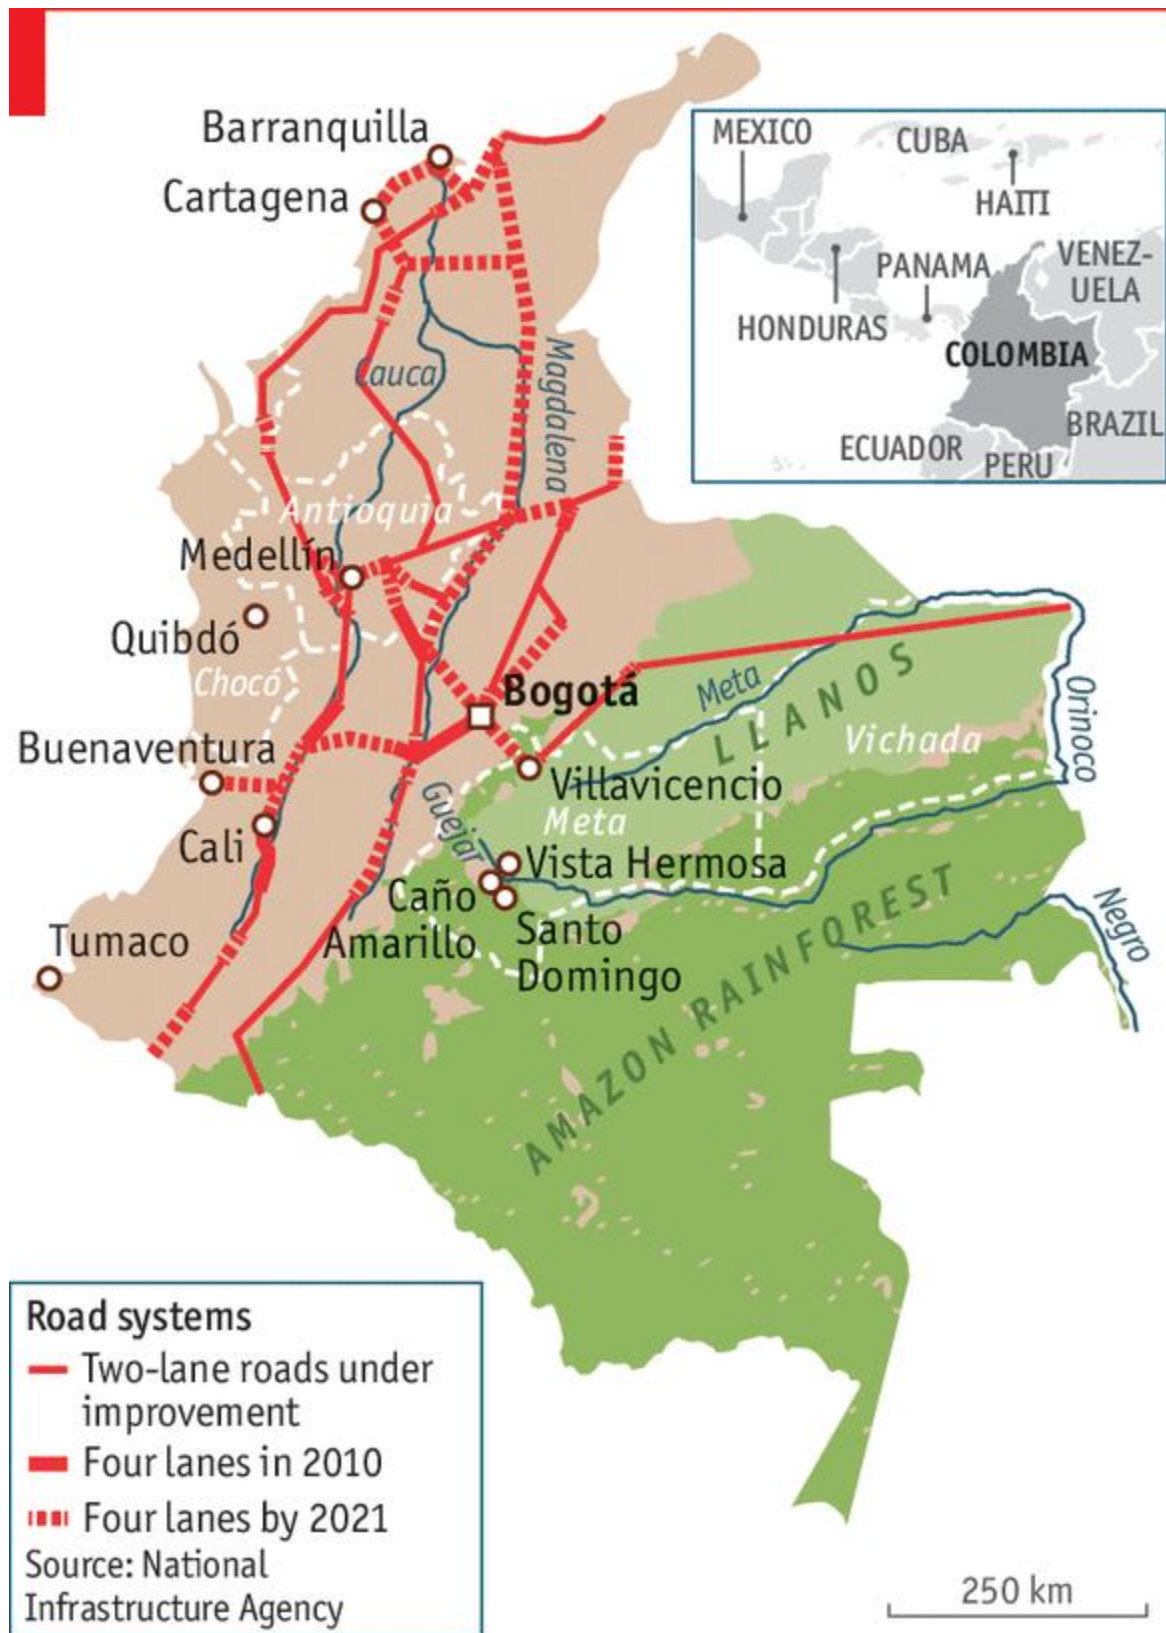 Barranquilla
Cartagena
MEXICO
CUBA
HAITI
PANAMA
VENEZ-
UELA
HONDURAS
COLOMBIA
BRAZIL
ECUADOR
PERU
Cauca
Magdalena
Antioquia
Medellín
Quibdó
Chocó
Bogotá
Meta
LLANOS
Orinoco
Vichada
Buenaventura
Villavicencio
Guejar
Meta
Cali
Vista Hermosa
Caño
Amarillo
Santo
Domingo
Tumaco
Negro
AMAZON RAINFOREST
Road systems
Two-lane roads under
improvement
Four lanes in 2010
Four lanes by 2021
Source: National
Infrastructure Agency
250 km